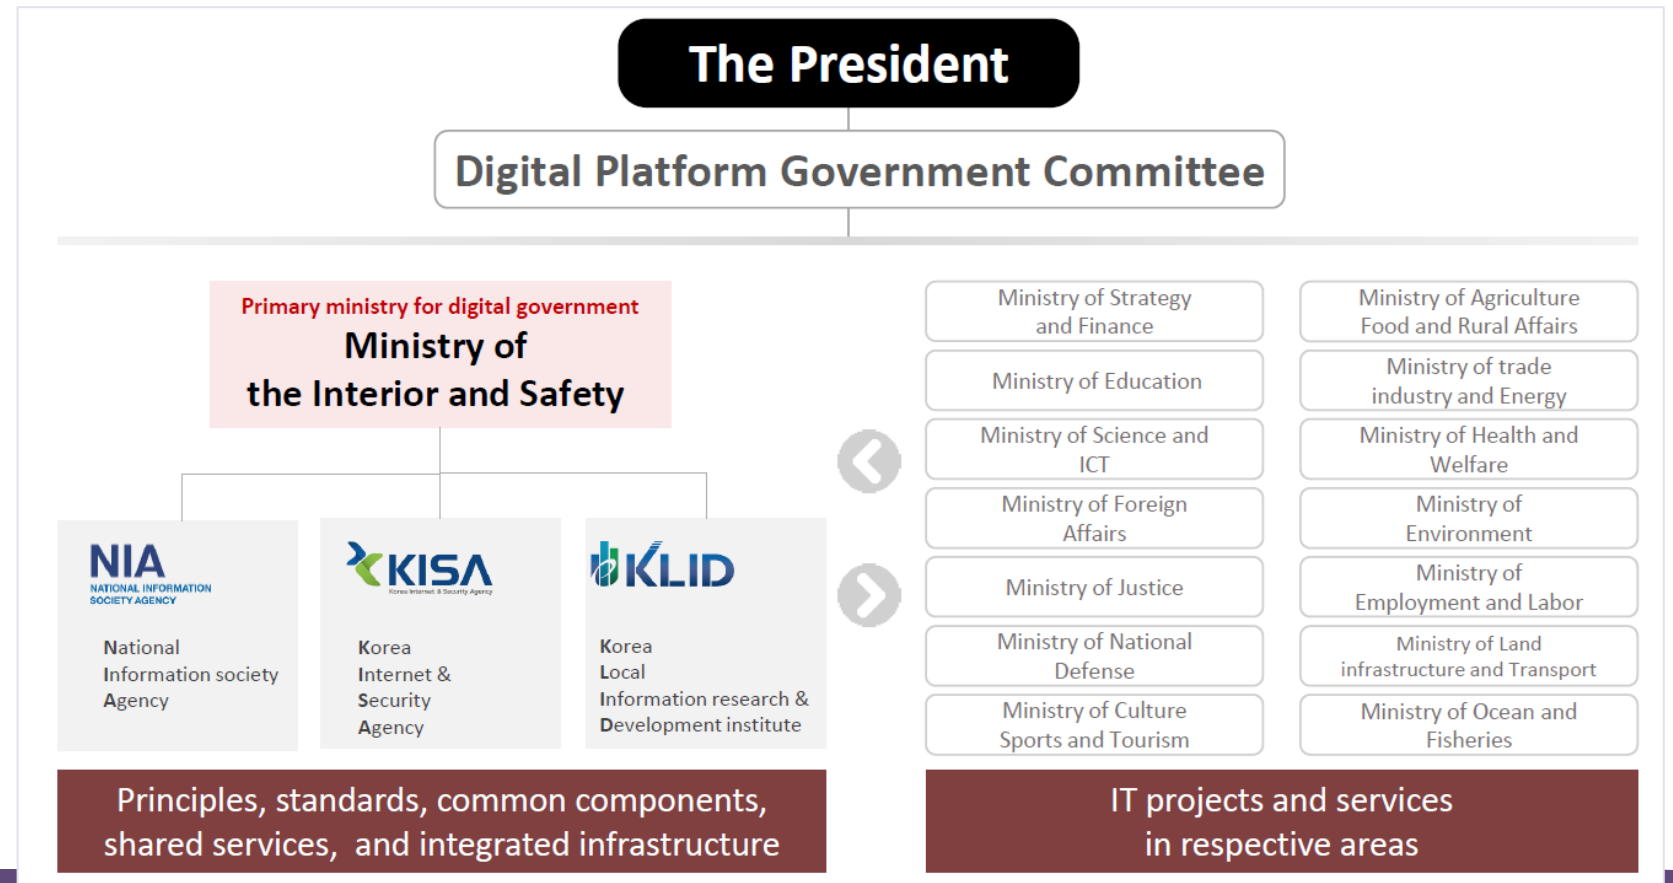 The President
Digital Platform Government Committee
Primary ministry for digital government
Ministry of
the Interior and Safety
NIA
NATIONAL INFORMATION
SOCIETY AGENCY
National
Information society
Agency
KISA
Korea Internet & Security Agency
Korea
Internet &
Security
Agency
KLID
Korea
Local
Information research &
Development institute
Principles, standards, common components,
shared services, and integrated infrastructure
Ministry of Strategy
and Finance
Ministry of Education
Ministry of Science and
ICT
Ministry of Foreign
Affairs
Ministry of Justice
Ministry of National
Defense
Ministry of Culture
Sports and Tourism
Ministry of Agriculture
Food and Rural Affairs
Ministry of trade
industry and Energy
Ministry of Health and
Welfare
Ministry of
Environment
Ministry of
Employment and Labor
Ministry of Land
infrastructure and Transport
Ministry of Ocean and
Fisheries
IT projects and services
in respective areas